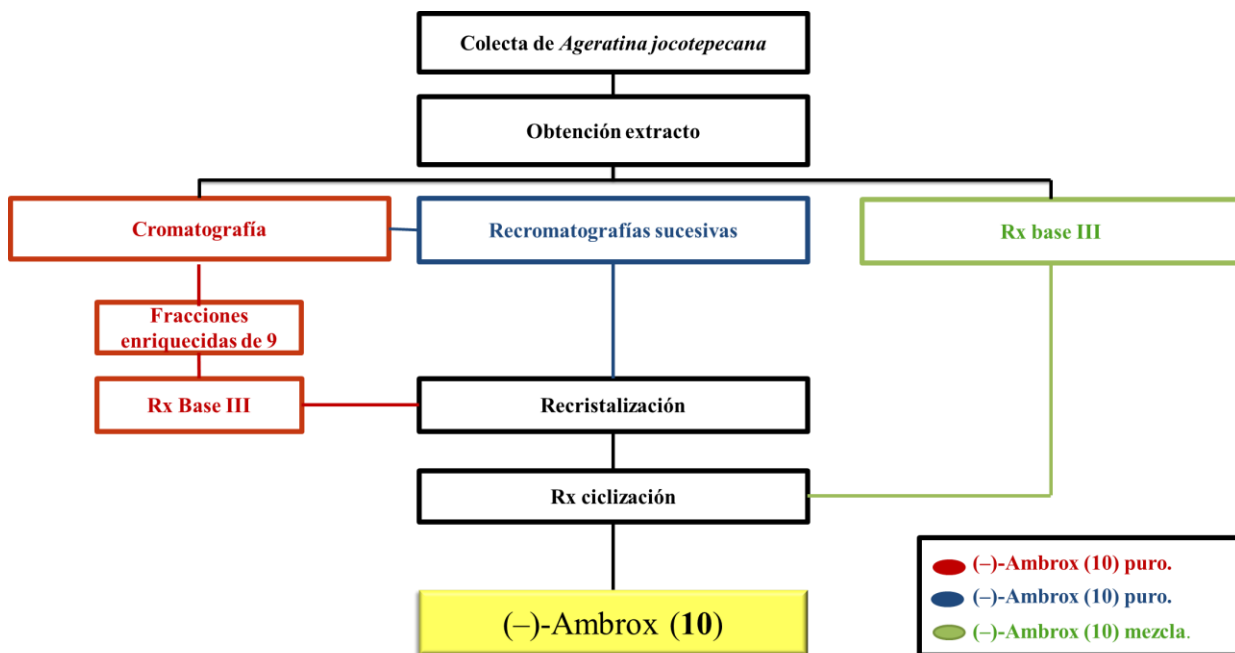 Colecta de Ageratina jocotepecana
Obtención extracto
Cromatografía
Recromatografías sucesivas
Rx base III
Fracciones
enriquecidas de 9
Rx Base III
Recristalización
Rx ciclización
(–)-Ambrox (10)
(–)-Ambrox (10) puro.
(–)-Ambrox (10) puro.
(–)-Ambrox (10) mezcla.